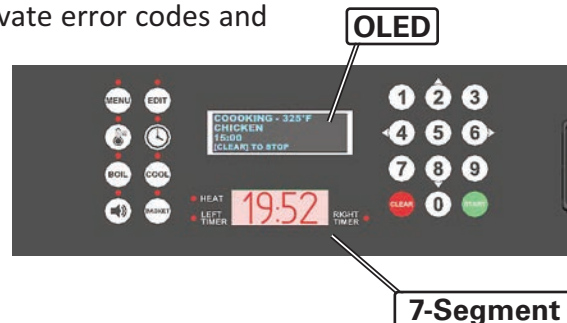 vate error codes and
OLED
MENU EDIT
COOOKING - 325°F
CHICKEN
15:00
[CLEAR] TO STOP
1 2 3
4 5 6
BOIL COOL
7 8 9
BASKET
HEAT
LEFT TIMER
19:52
RIGHT TIMER
CLEAR 0 START
7-Segment